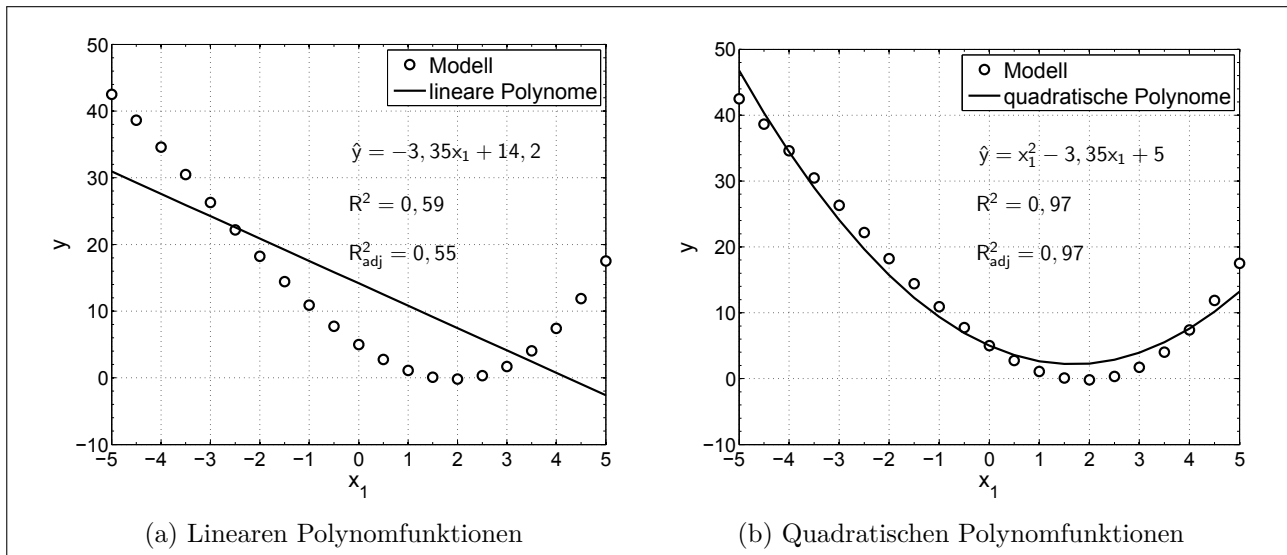 50
40
30
20
10
0
−10
y
−5 −4 −3 −2 −1 0 1 2 3 4 5
x1
Modell
lineare Polynome
ŷ = −3, 35x₁ + 14, 2
R² = 0, 59
R²adj = 0, 55
(a) Linearen Polynomfunktionen
50
40
30
20
10
0
−10
y
−5 −4 −3 −2 −1 0 1 2 3 4 5
x1
Modell
quadratische Polynome
ŷ = x₁² − 3, 35x₁ + 5
R² = 0, 97
R²adj = 0, 97
(b) Quadratischen Polynomfunktionen